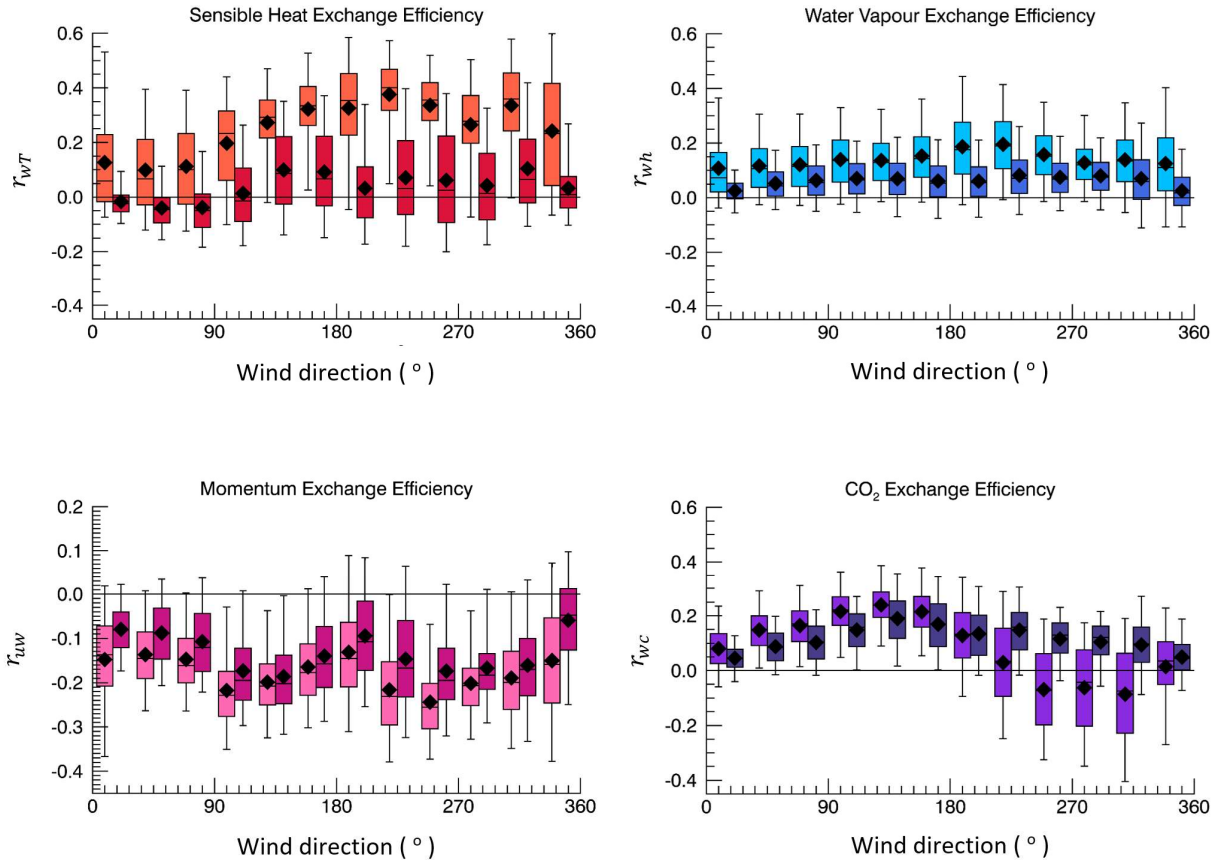 Sensible Heat Exchange Efficiency
r_wT
0.6
0.4
0.2
0.0
-0.2
-0.4
0 90 180 270 360
Wind direction ( ° )
Water Vapour Exchange Efficiency
r_wh
0.6
0.4
0.2
0.0
-0.2
-0.4
0 90 180 270 360
Wind direction ( ° )
Momentum Exchange Efficiency
r_uw
0.2
0.1
0.0
-0.1
-0.2
-0.3
-0.4
0 90 180 270 360
Wind direction ( ° )
CO₂ Exchange Efficiency
r_wc
0.6
0.4
0.2
0.0
-0.2
-0.4
0 90 180 270 360
Wind direction ( ° )